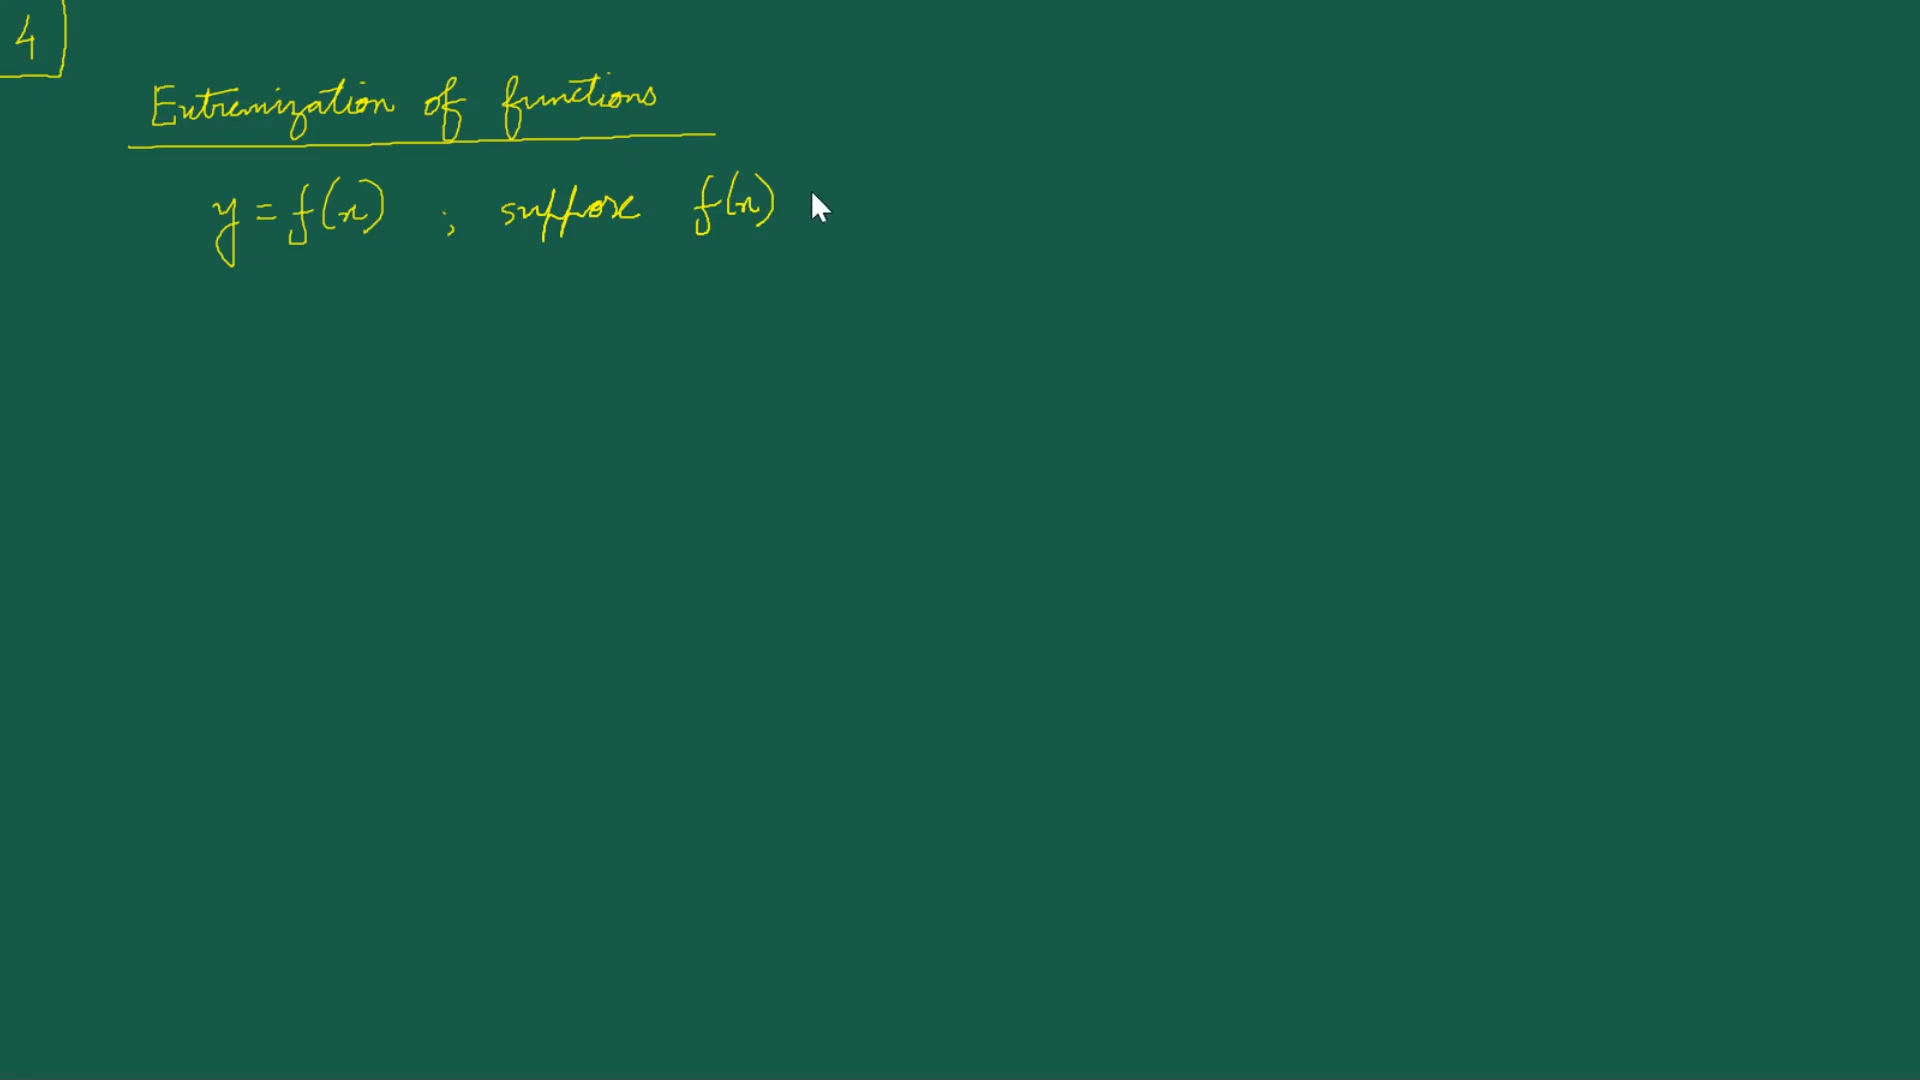 4
Extremization of functions
y = f(x) ; suppose f(x)